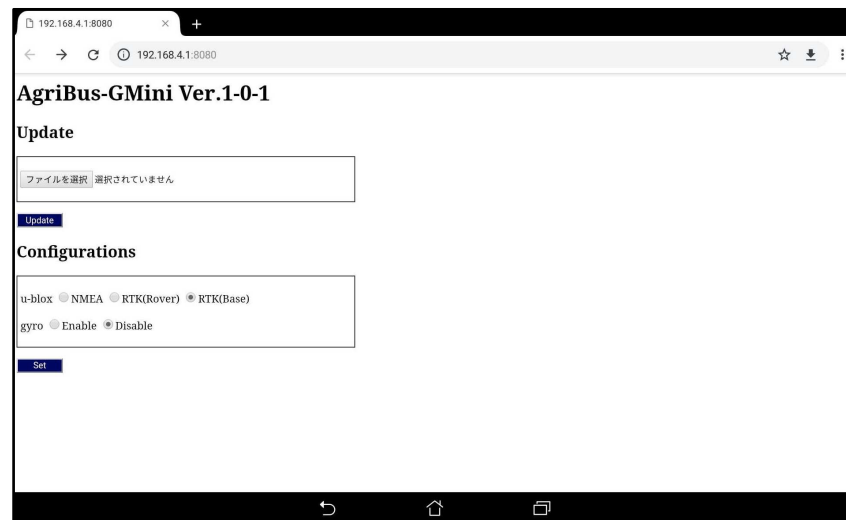 192.168.4.1:8080
192.168.4.1:8080
AgriBus-GMini Ver.1-0-1
Update
ファイルを選択 選択されていません
Update
Configurations
u-blox NMEA RTK(Rover) RTK(Base)
gyro Enable Disable
Set